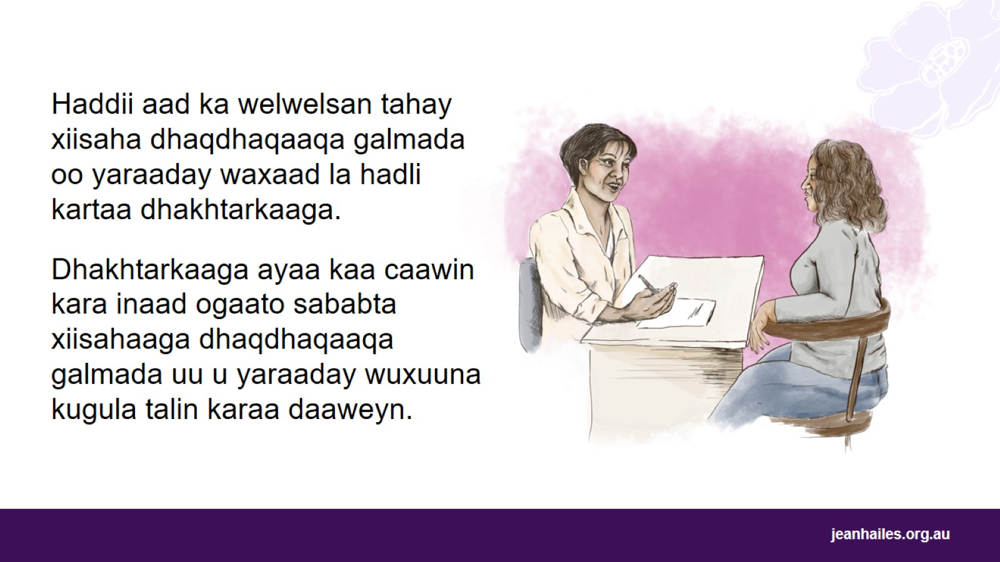 Haddii aad ka welwelsan tahay
xiisaha dhaqdhaqaaqa galmada
oo yaraaday waxaad la hadli
kartaa dhakhtarkaaga.
Dhakhtarkaaga ayaa kaa caawin
kara inaad ogaato sababta
xiisahaaga dhaqdhaqaaqa
galmada uu u yaraaday wuxuuna
kugula talin karaa daaweyn.
jeanhailes.org.au